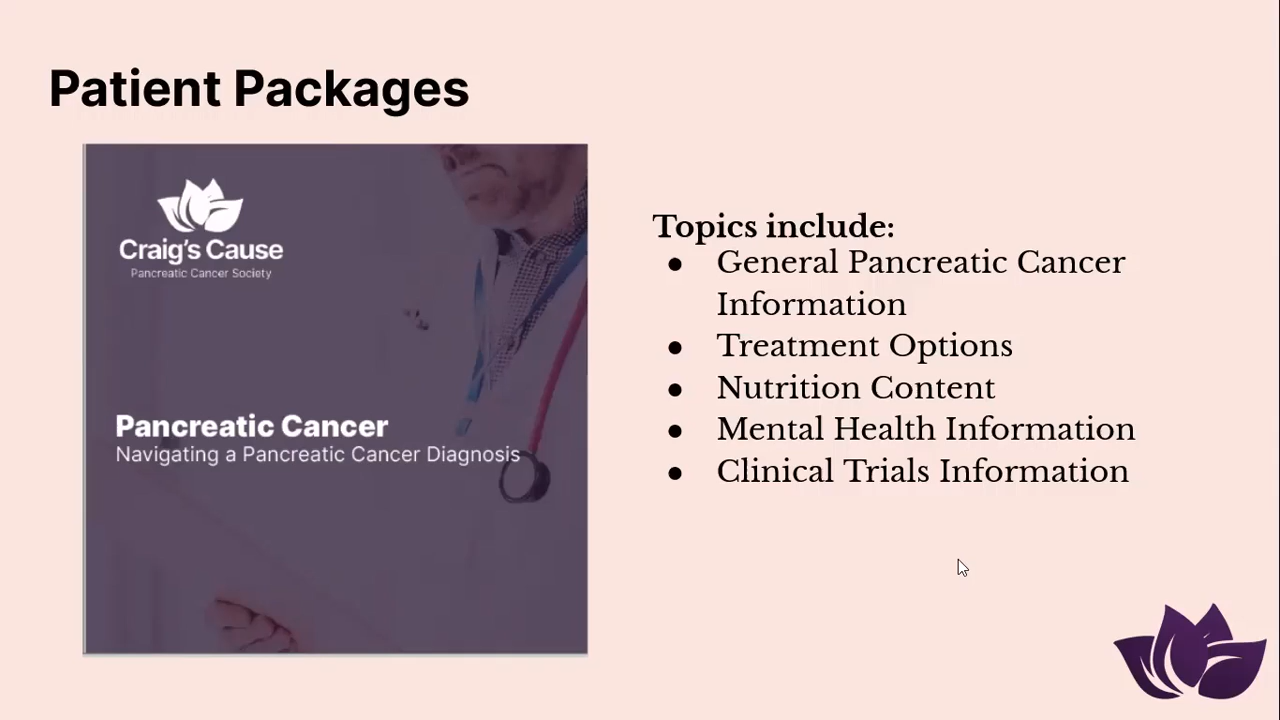 Patient Packages
Craig's Cause
Pancreatic Cancer Society
Pancreatic Cancer
Navigating a Pancreatic Cancer Diagnosis
Topics include:
● General Pancreatic Cancer
Information
● Treatment Options
● Nutrition Content
● Mental Health Information
● Clinical Trials Information